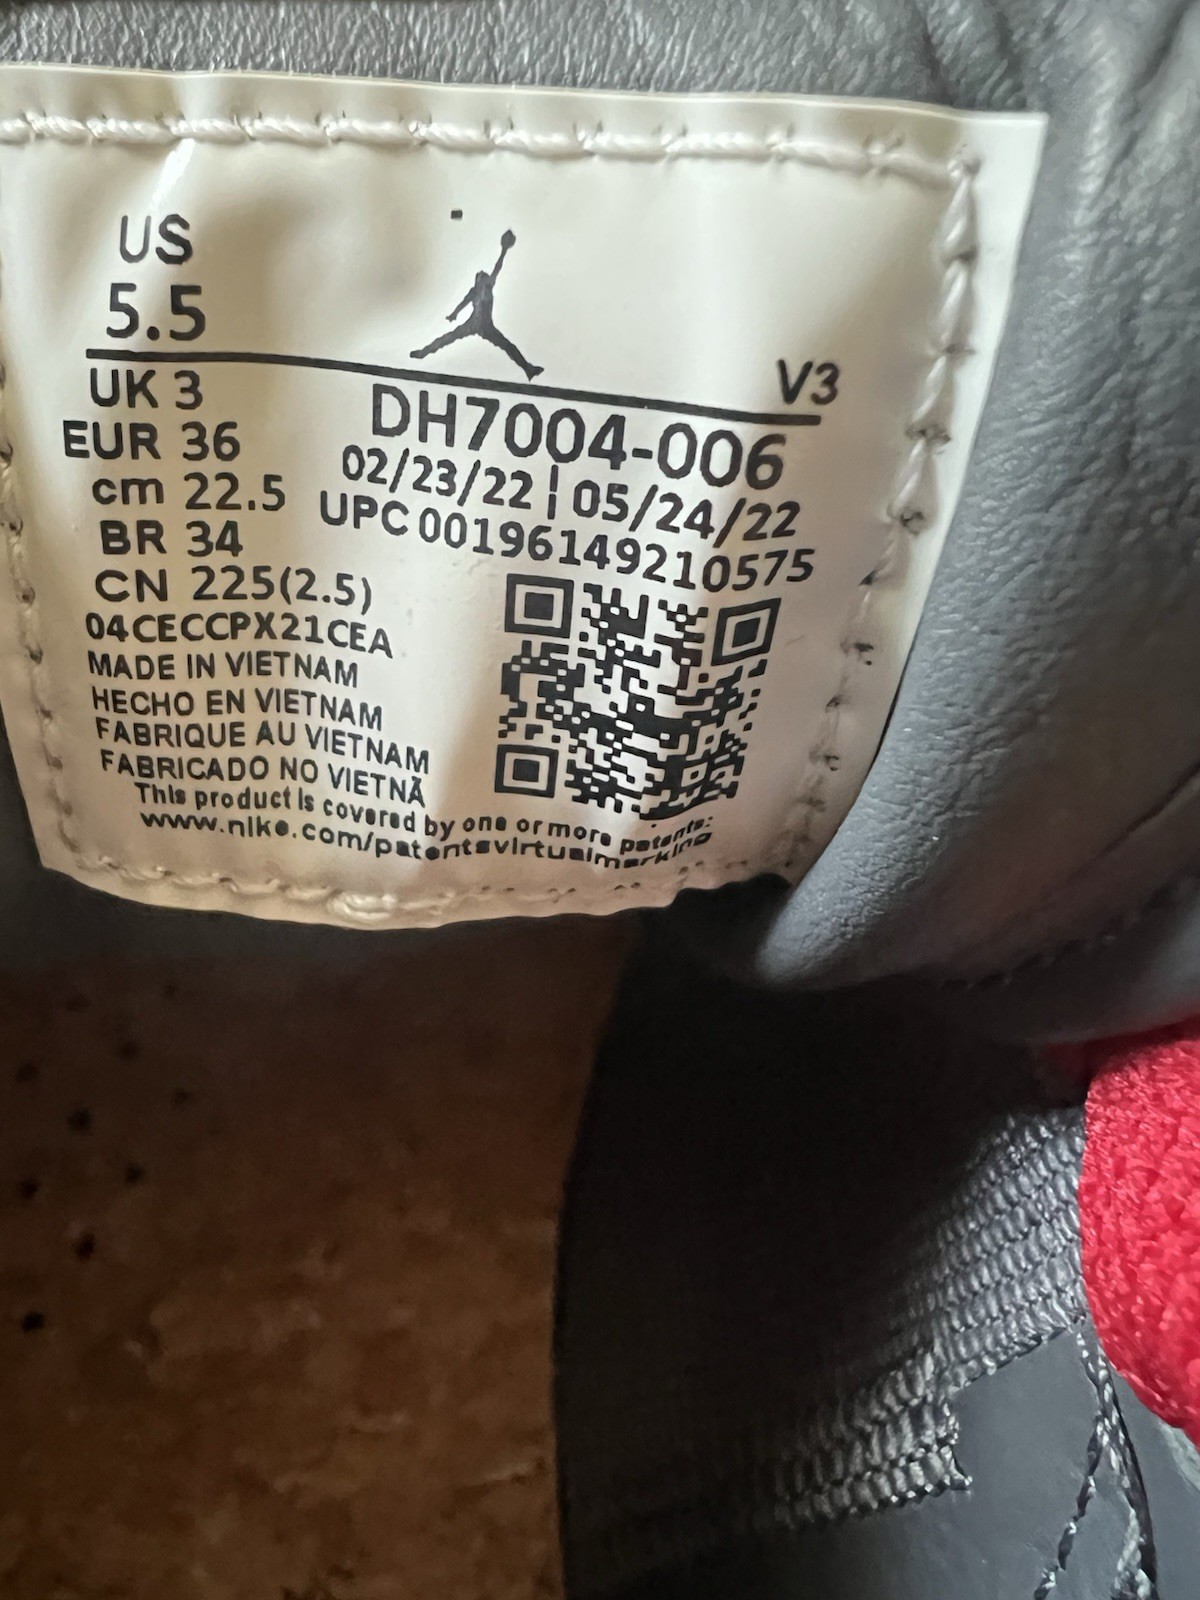 US
5.5
V3
UK 3
EUR 36
cm 22.5
BR 34
CN 225(2.5)
DH7004-006
02/23/22 | 05/24/22
UPC 00196149210575
04CECCPX21CEA
MADE IN VIETNAM
HECHO EN VIETNAM
FABRIQUE AU VIETNAM
FABRICADO NO VIETNÃ
This product is covered by one or more patents:
www.nike.com/patentsvirtualmarking